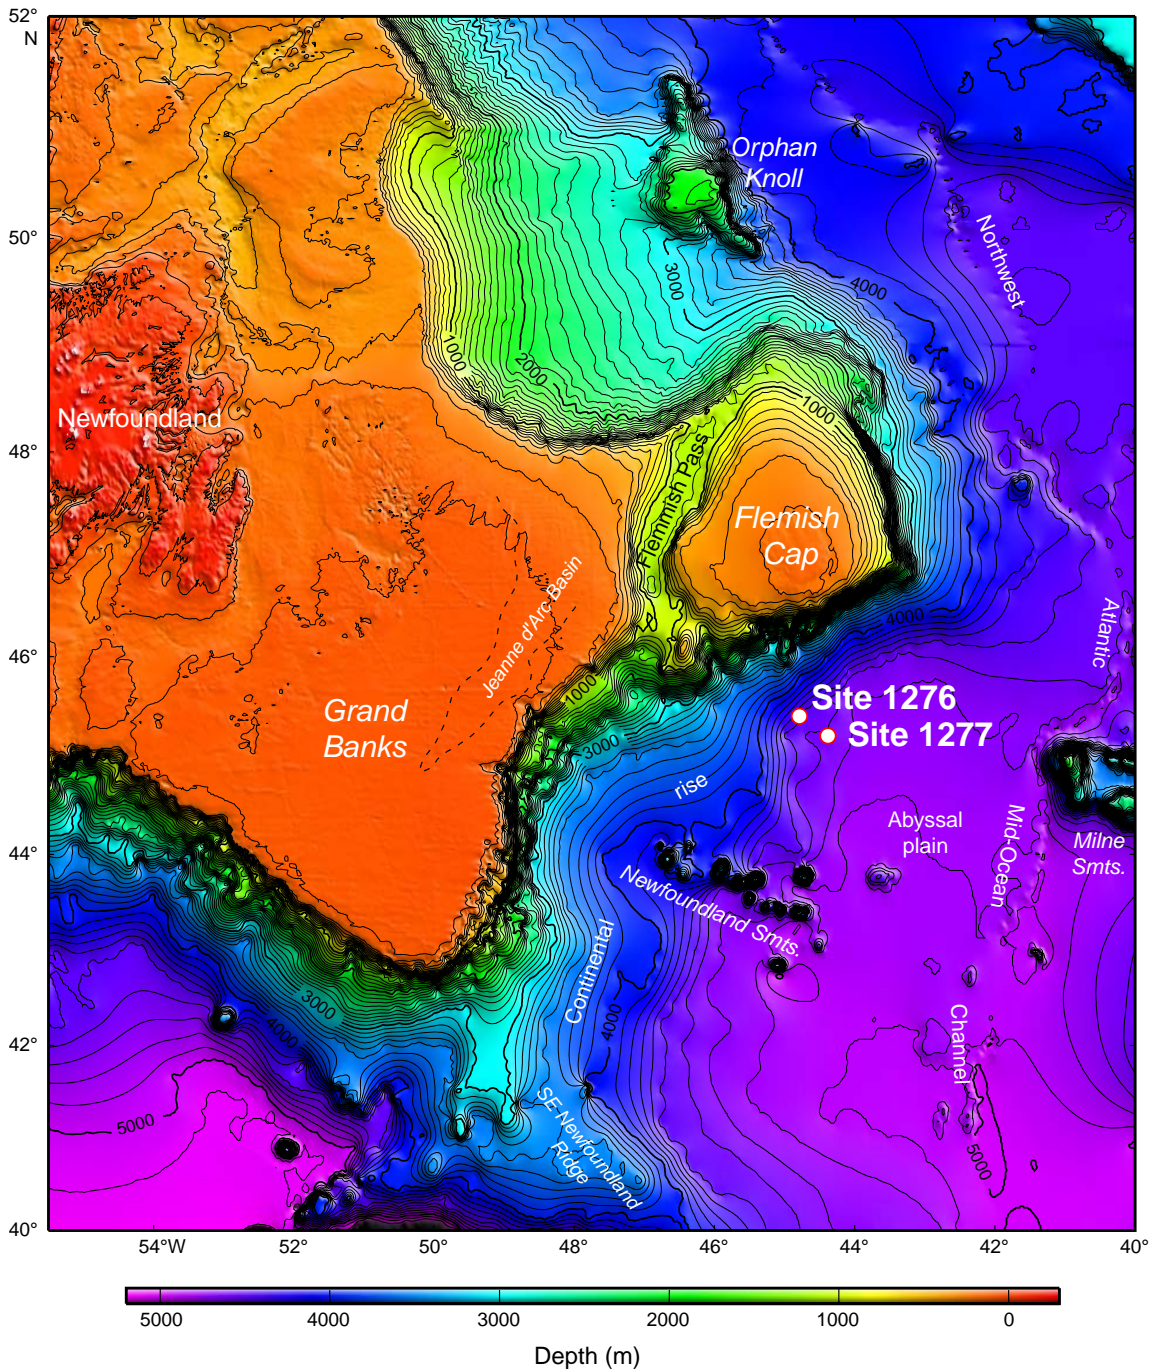 52°
N
Orphan
Knoll
50°
Northwest
3000
4000
1000
2000
Newfoundland
48°
1000
Flemmish Pass
Flemish
Cap
Jeanne d'Arc Basin
4000
Atlantic
46°
1000
Site 1276
Site 1277
Grand
Banks
3000
rise
Abyssal
plain
Mid-Ocean
Milne
Smts.
44°
Newfoundland Smts.
Continental
3000
4000
4000
Channel
42°
SE Newfoundland
Ridge
5000
5000
40°
54°W
52°
50°
48°
46°
44°
42°
40°
5000
4000
3000
2000
1000
0
Depth (m)